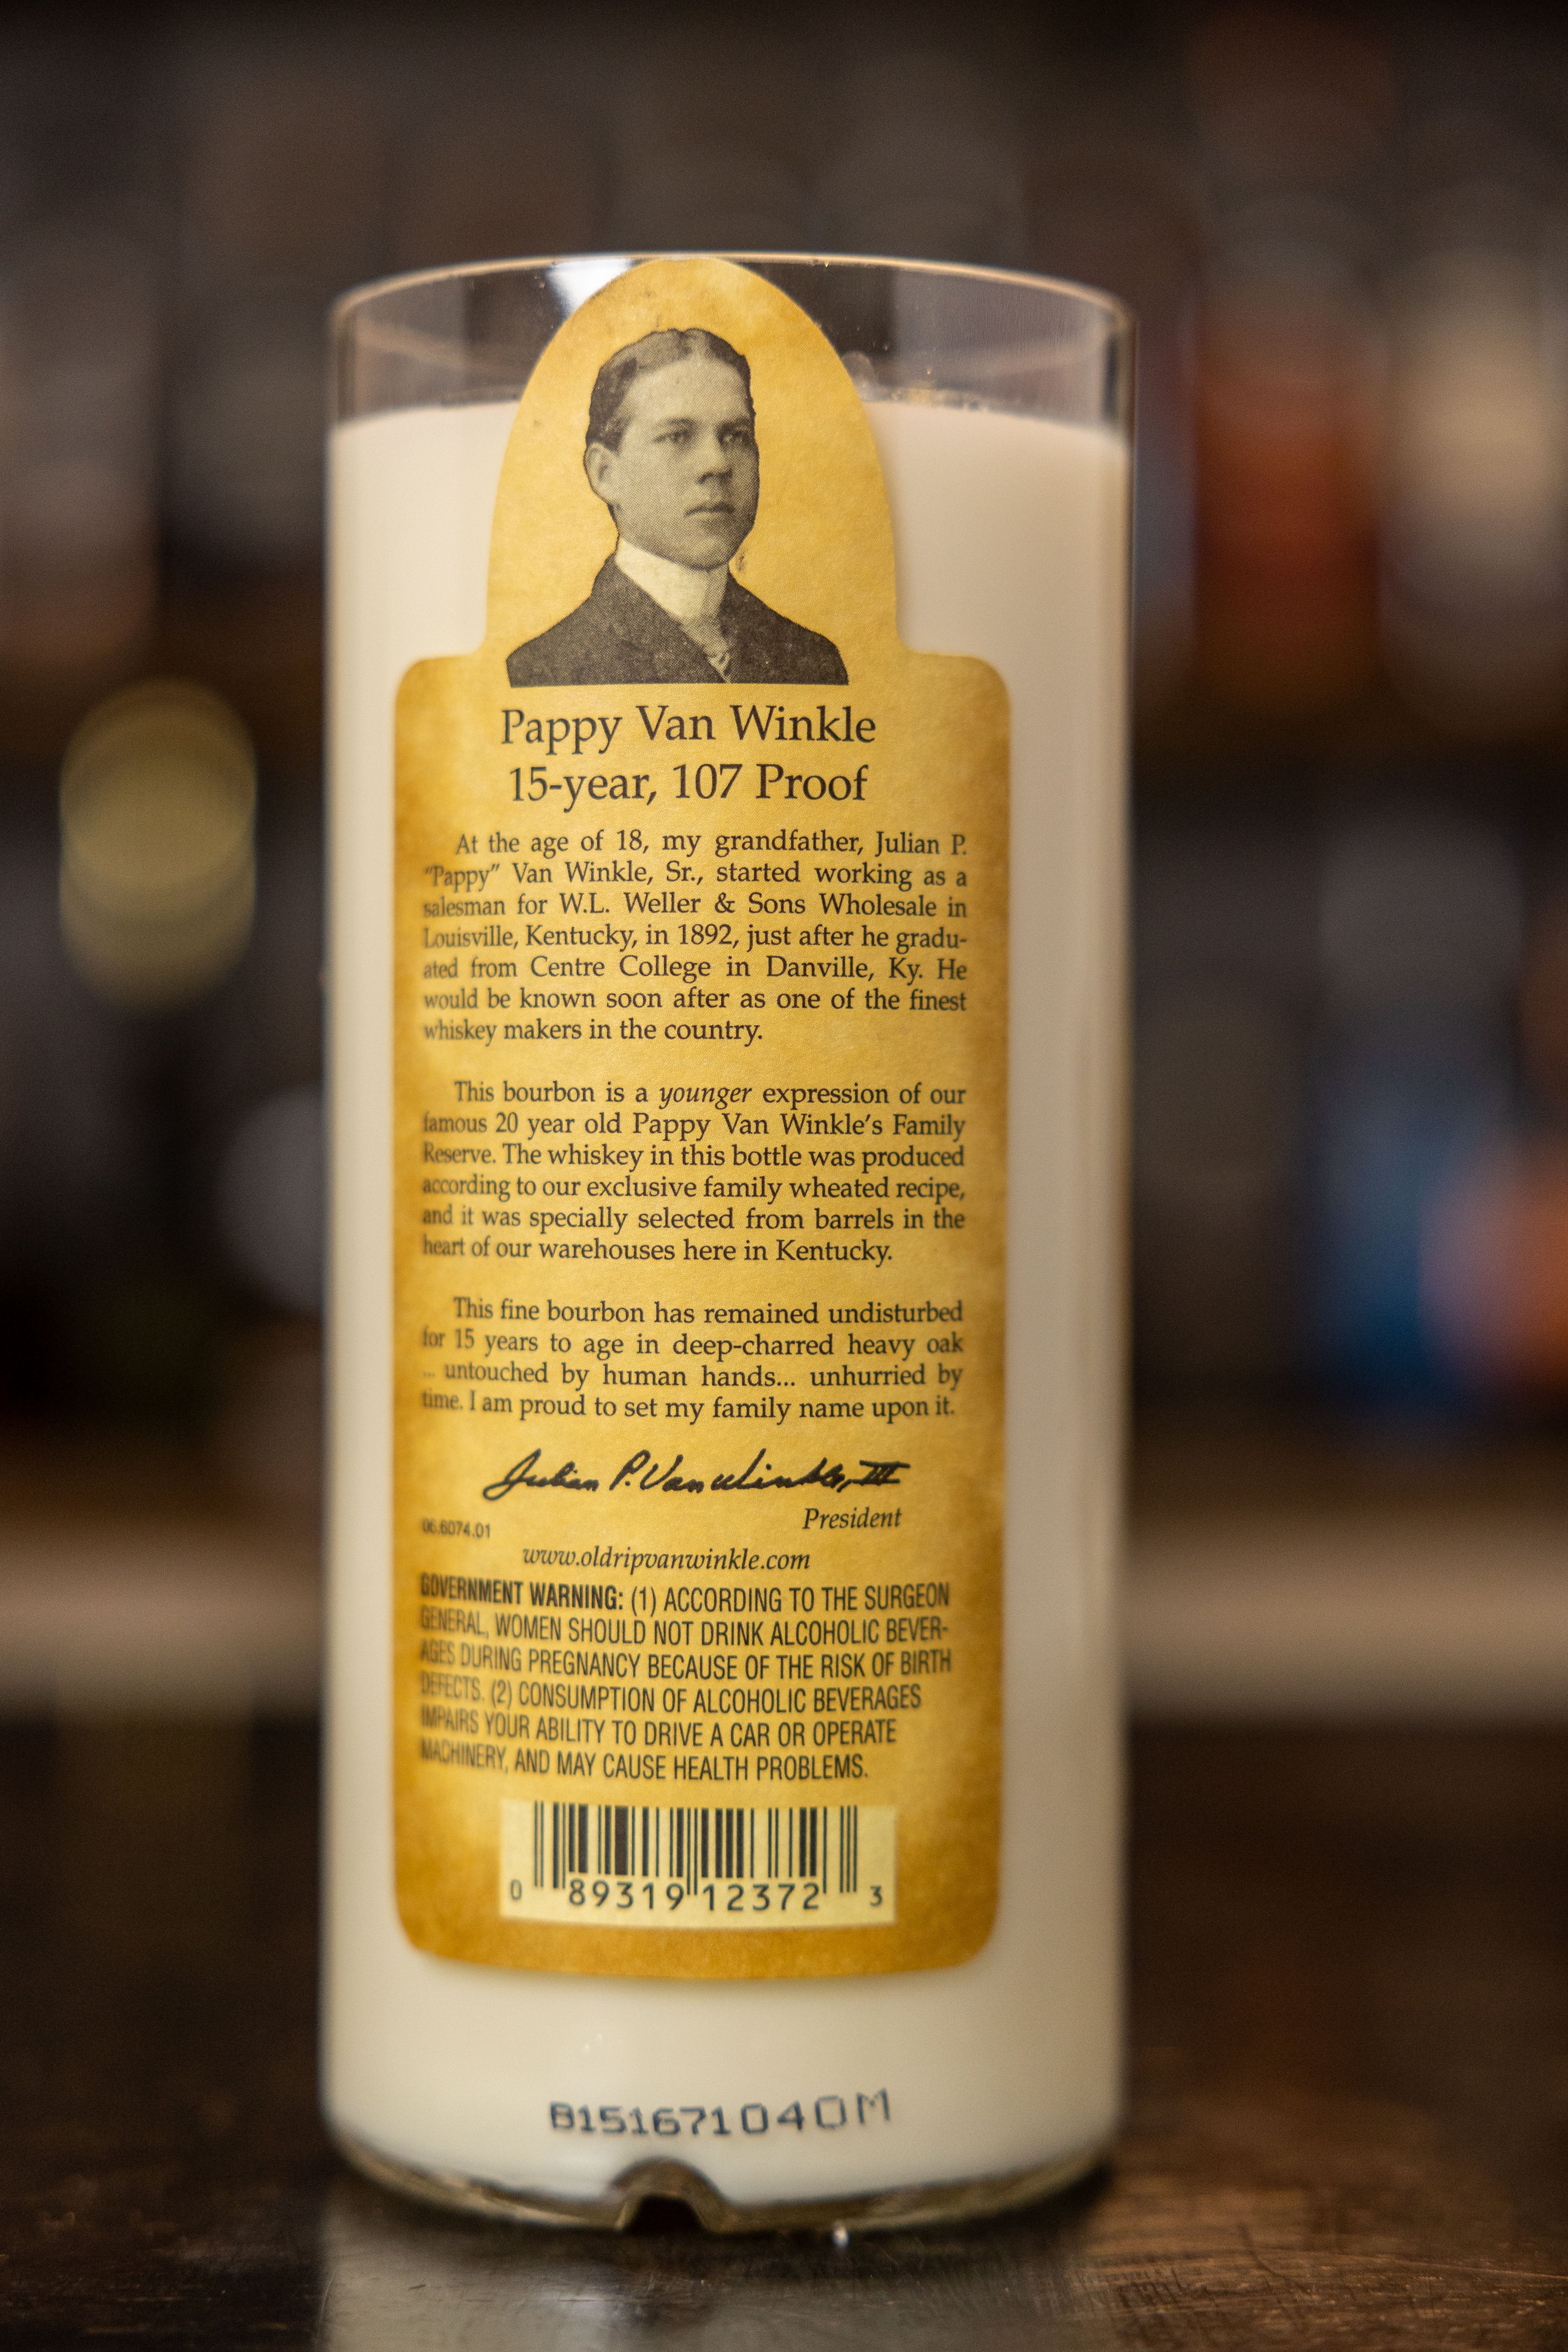 Pappy Van Winkle
15-year, 107 Proof
At the age of 18, my grandfather, Julian P.
"Pappy" Van Winkle, Sr., started working as a
salesman for W.L. Weller & Sons Wholesale in
Louisville, Kentucky, in 1892, just after he gradu-
ated from Centre College in Danville, Ky. He
would be known soon after as one of the finest
whiskey makers in the country.
This bourbon is a younger expression of our
famous 20 year old Pappy Van Winkle's Family
Reserve. The whiskey in this bottle was produced
according to our exclusive family wheated recipe,
and it was specially selected from barrels in the
heart of our warehouses here in Kentucky.
This fine bourbon has remained undisturbed
for 15 years to age in deep-charred heavy oak
... untouched by human hands... unhurried by
time. I am proud to set my family name upon it.
Julian P. Van Winkle, III
President
06.6074.01
www.oldripvanwinkle.com
GOVERNMENT WARNING: (1) ACCORDING TO THE SURGEON
GENERAL, WOMEN SHOULD NOT DRINK ALCOHOLIC BEVER-
AGES DURING PREGNANCY BECAUSE OF THE RISK OF BIRTH
DEFECTS. (2) CONSUMPTION OF ALCOHOLIC BEVERAGES
IMPAIRS YOUR ABILITY TO DRIVE A CAR OR OPERATE
MACHINERY, AND MAY CAUSE HEALTH PROBLEMS.
0 89319 12372 3
B151671040M